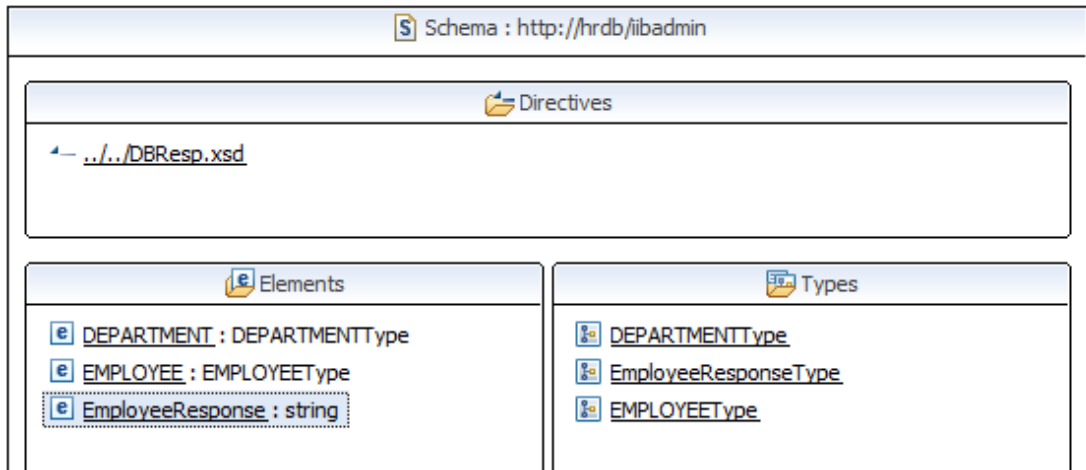 Schema : http://hrdb/iibadmin
Directives
../../DBResp.xsd
Elements
DEPARTMENT : DEPARTMENTType
EMPLOYEE : EMPLOYEEType
EmployeeResponse : string
Types
DEPARTMENTType
EmployeeResponseType
EMPLOYEEType